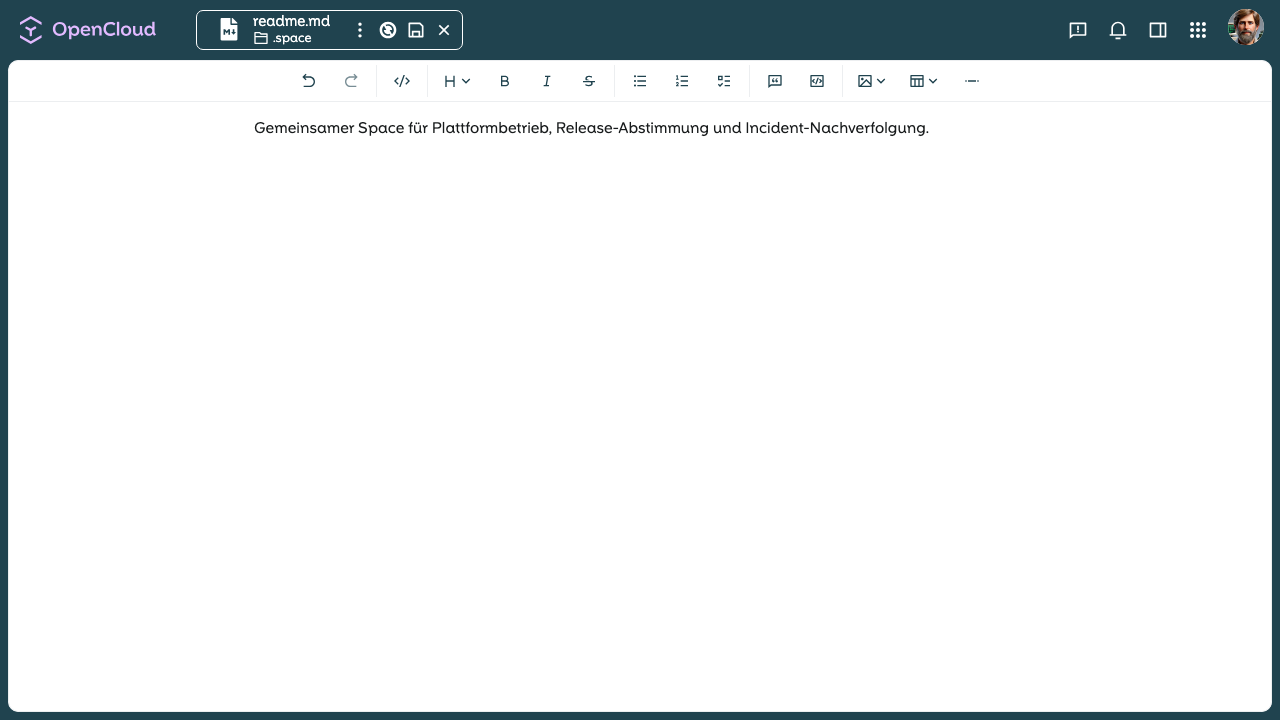 OpenCloud
readme.md
.space
Gemeinsamer Space für Plattformbetrieb, Release-Abstimmung und Incident-Nachverfolgung.